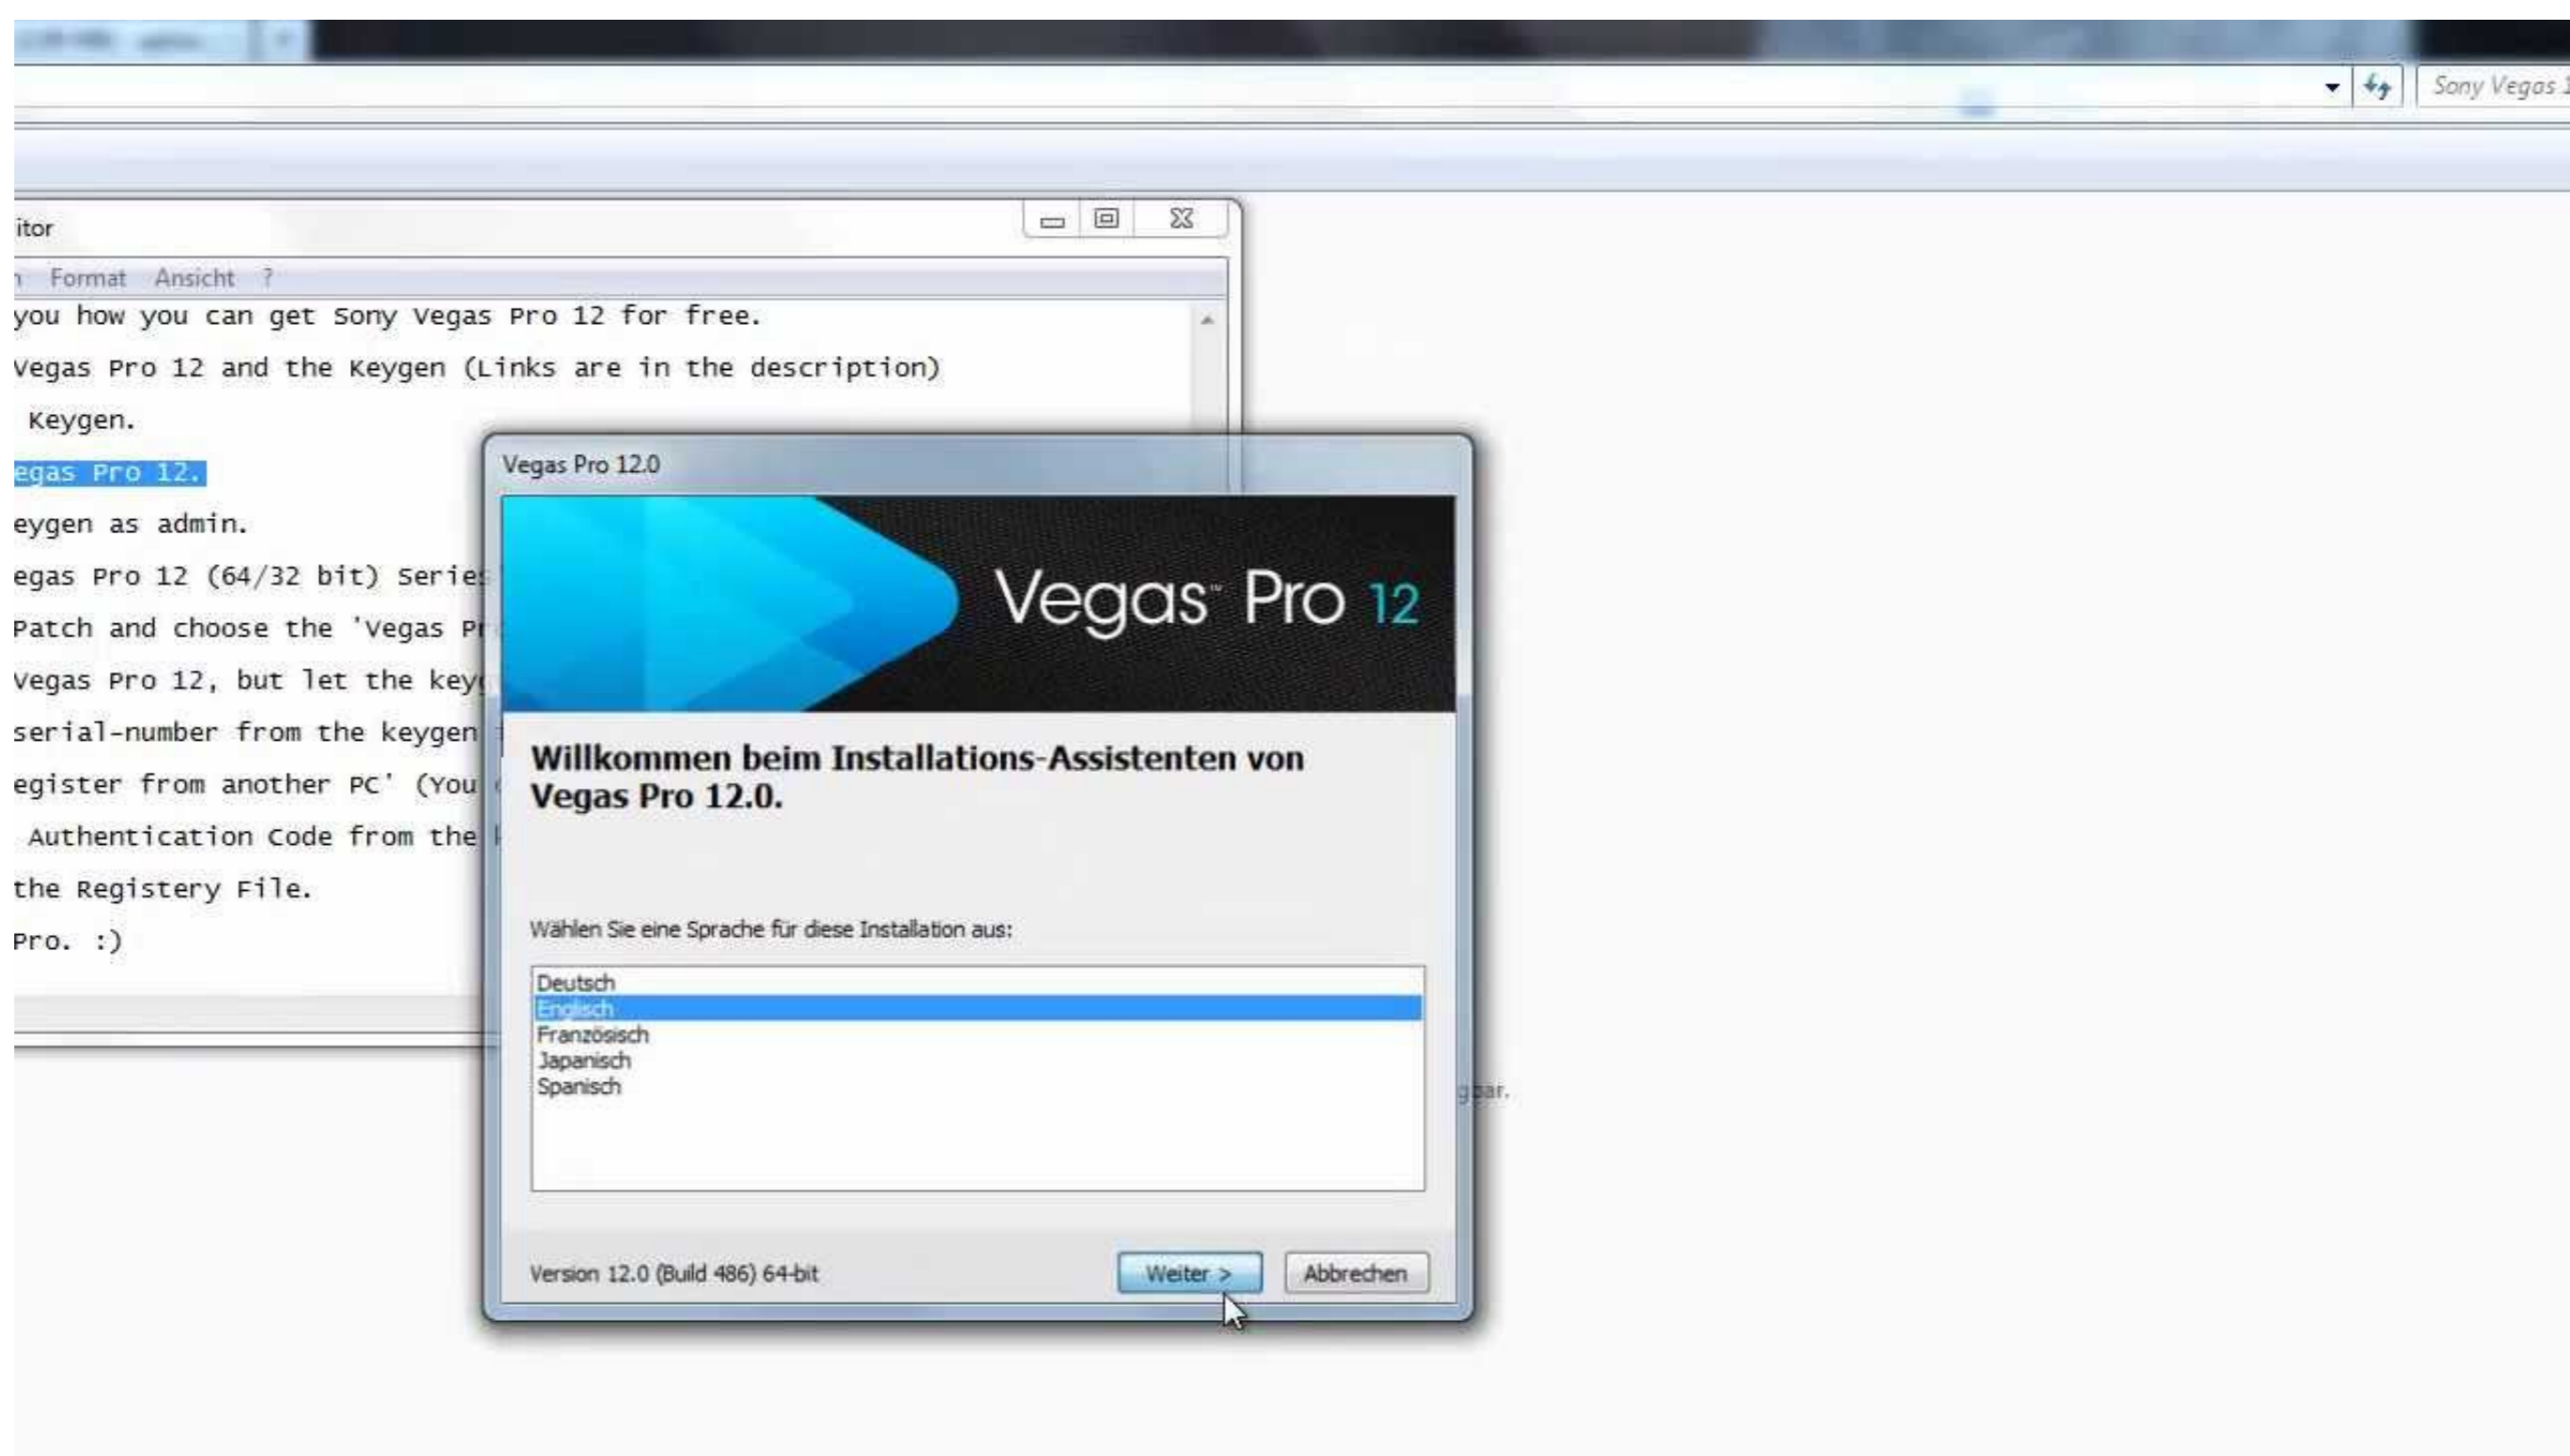 Sony Vegas 1
itor
Format Ansicht ?
you how you can get Sony Vegas Pro 12 for free.
Vegas Pro 12 and the Keygen (Links are in the description)
Keygen.
egas Pro 12.
eygen as admin.
egas Pro 12 (64/32 bit) Series
Patch and choose the 'Vegas Pr
Vegas Pro 12, but let the key
serial-number from the keygen
egister from another PC' (You
Authentication Code from the
the Registery File.
Pro. :)
Vegas Pro 12.0
Vegas™ Pro 12
Willkommen beim Installations-Assistenten von
Vegas Pro 12.0.
Wählen Sie eine Sprache für diese Installation aus:
Deutsch
Englisch
Französisch
Japanisch
Spanisch
Version 12.0 (Build 486) 64-bit
Weiter >
Abbrechen